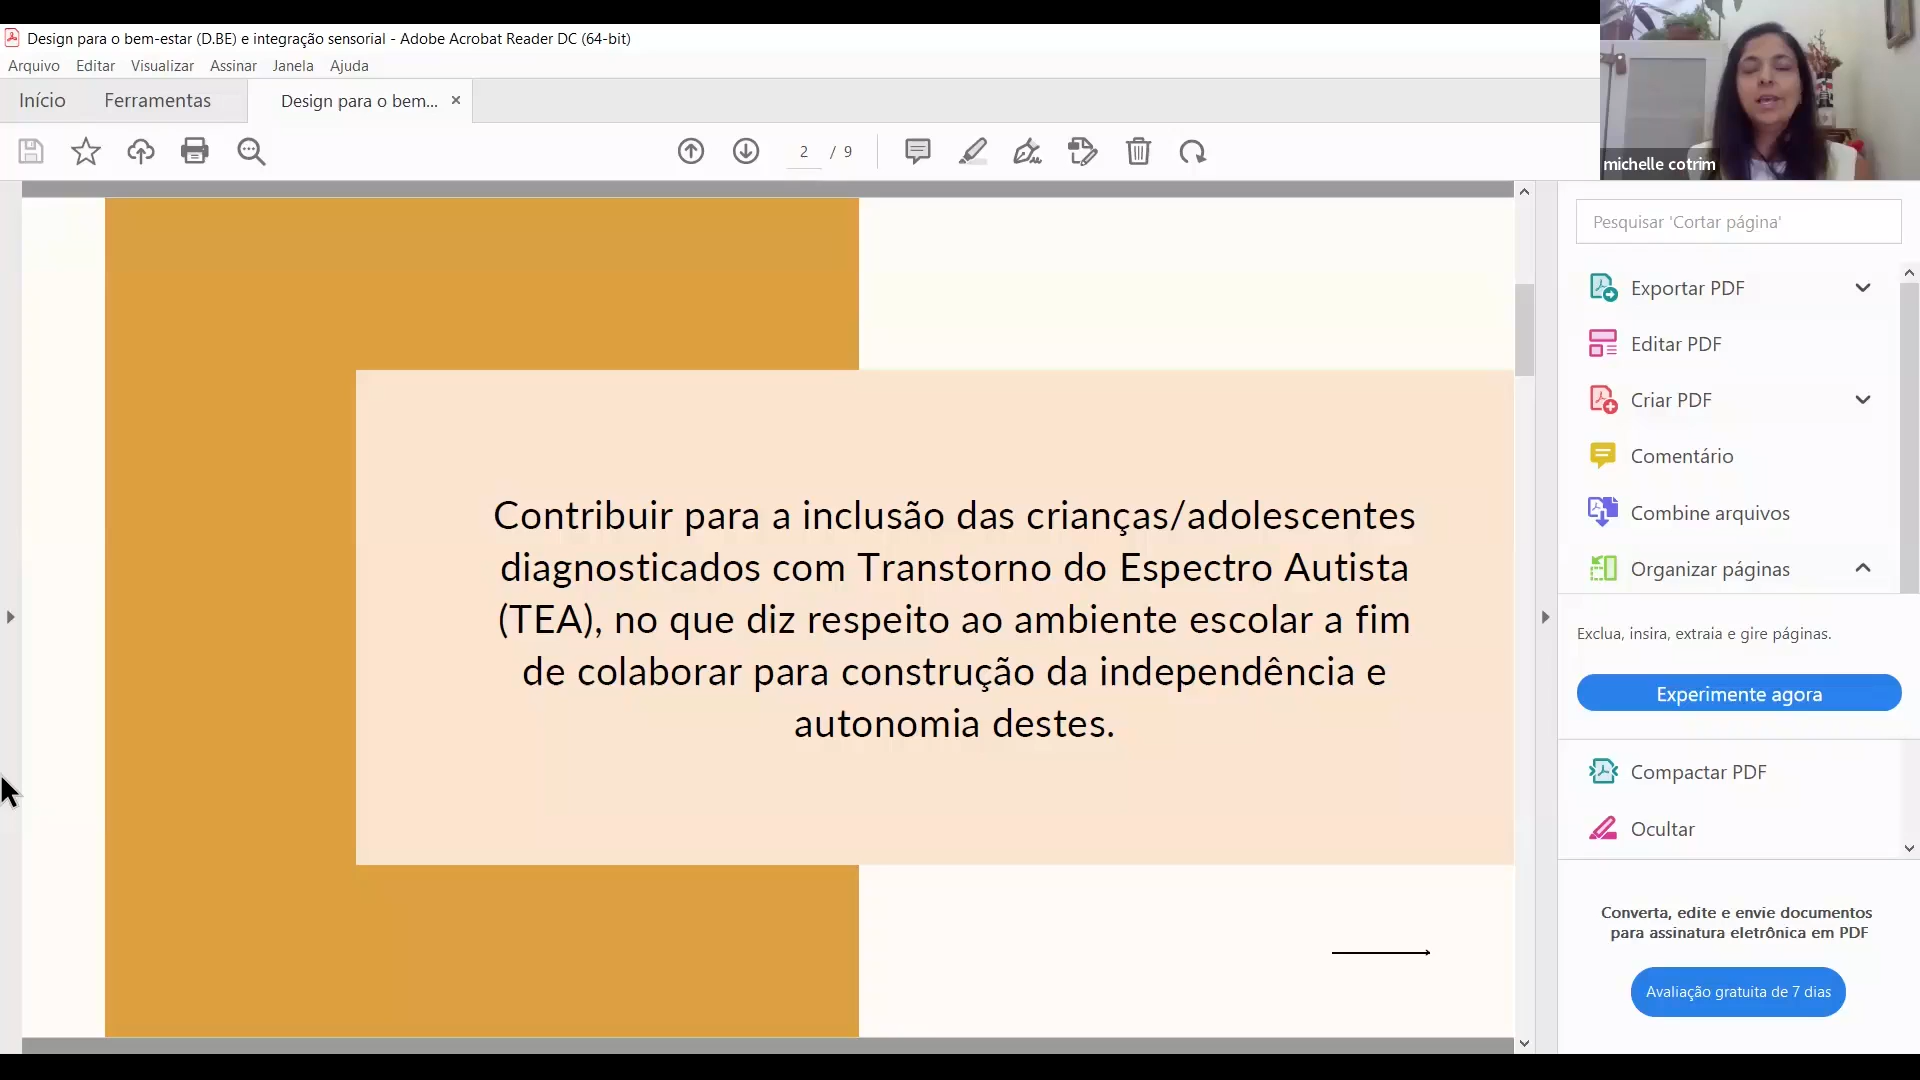 Design para o bem-estar (D.BE) e integração sensorial - Adobe Acrobat Reader DC (64-bit)
Arquivo Editar Visualizar Assinar Janela Ajuda
Início Ferramentas Design para o bem... ×
2 / 9
michelle cotrim
Contribuir para a inclusão das crianças/adolescentes
diagnosticados com Transtorno do Espectro Autista
(TEA), no que diz respeito ao ambiente escolar a fim
de colaborar para construção da independência e
autonomia destes.
Pesquisar 'Cortar página'
Exportar PDF
Editar PDF
Criar PDF
Comentário
Combine arquivos
Organizar páginas
Exclua, insira, extraia e gire páginas.
Experimente agora
Compactar PDF
Ocultar
Converta, edite e envie documentos
para assinatura eletrônica em PDF
Avaliação gratuita de 7 dias